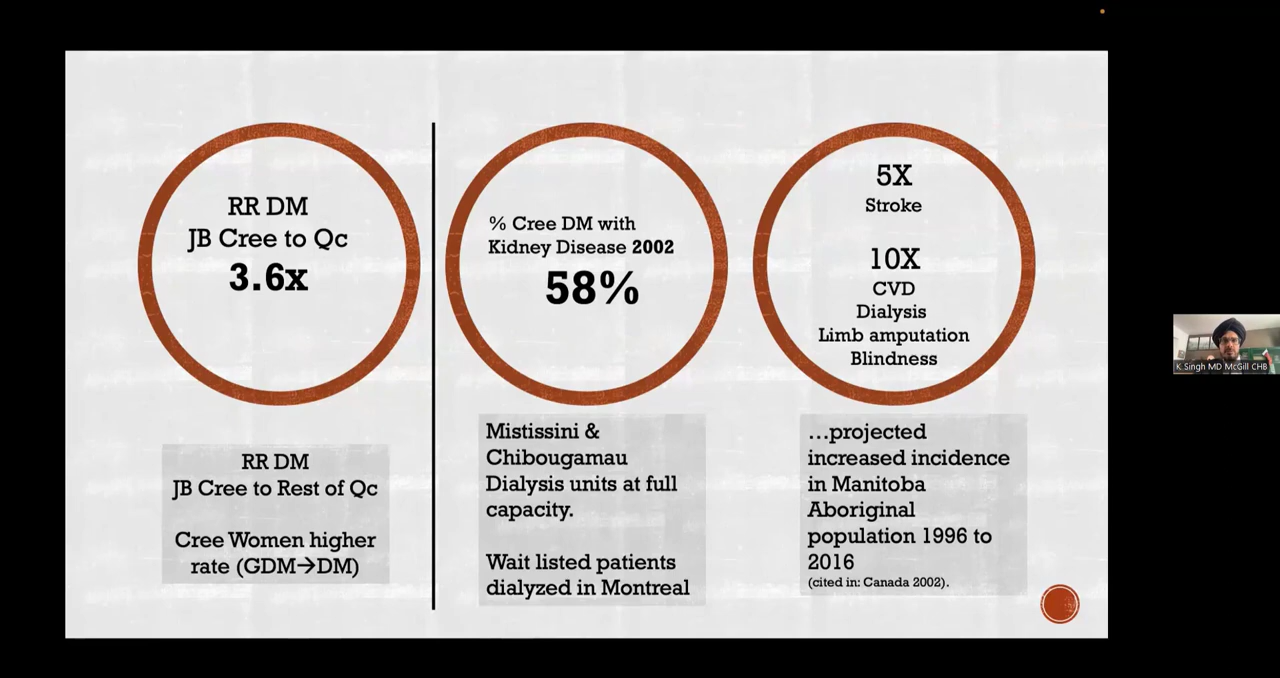 RR DM
JB Cree to Qc
3.6x
RR DM
JB Cree to Rest of Qc
Cree Women higher
rate (GDM→DM)
% Cree DM with
Kidney Disease 2002
58%
Mistissini &
Chibougamau
Dialysis units at full
capacity.
Wait listed patients
dialyzed in Montreal
5X
Stroke
10X
CVD
Dialysis
Limb amputation
Blindness
...projected
increased incidence
in Manitoba
Aboriginal
population 1996 to
2016
(cited in: Canada 2002).
K Singh MD McGill CHB